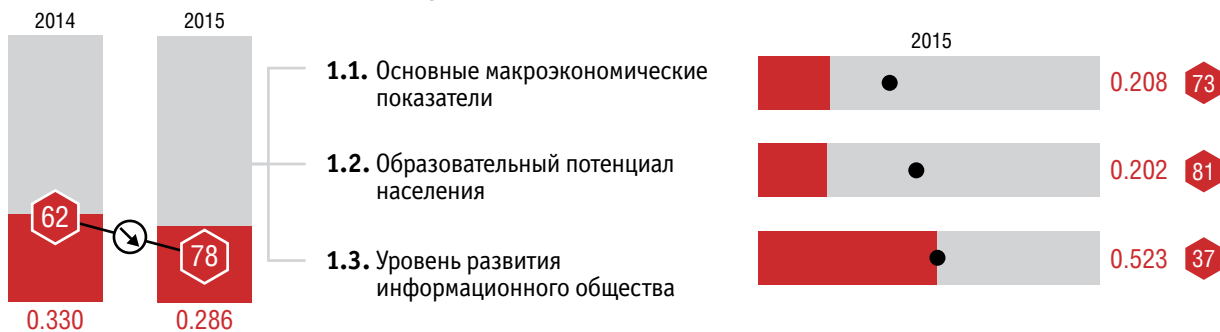 2014
2015
62
78
0.330
0.286
1.1. Основные макроэкономические
показатели
1.2. Образовательный потенциал
населения
1.3. Уровень развития
информационного общества
2015
0.208 73
0.202 81
0.523 37